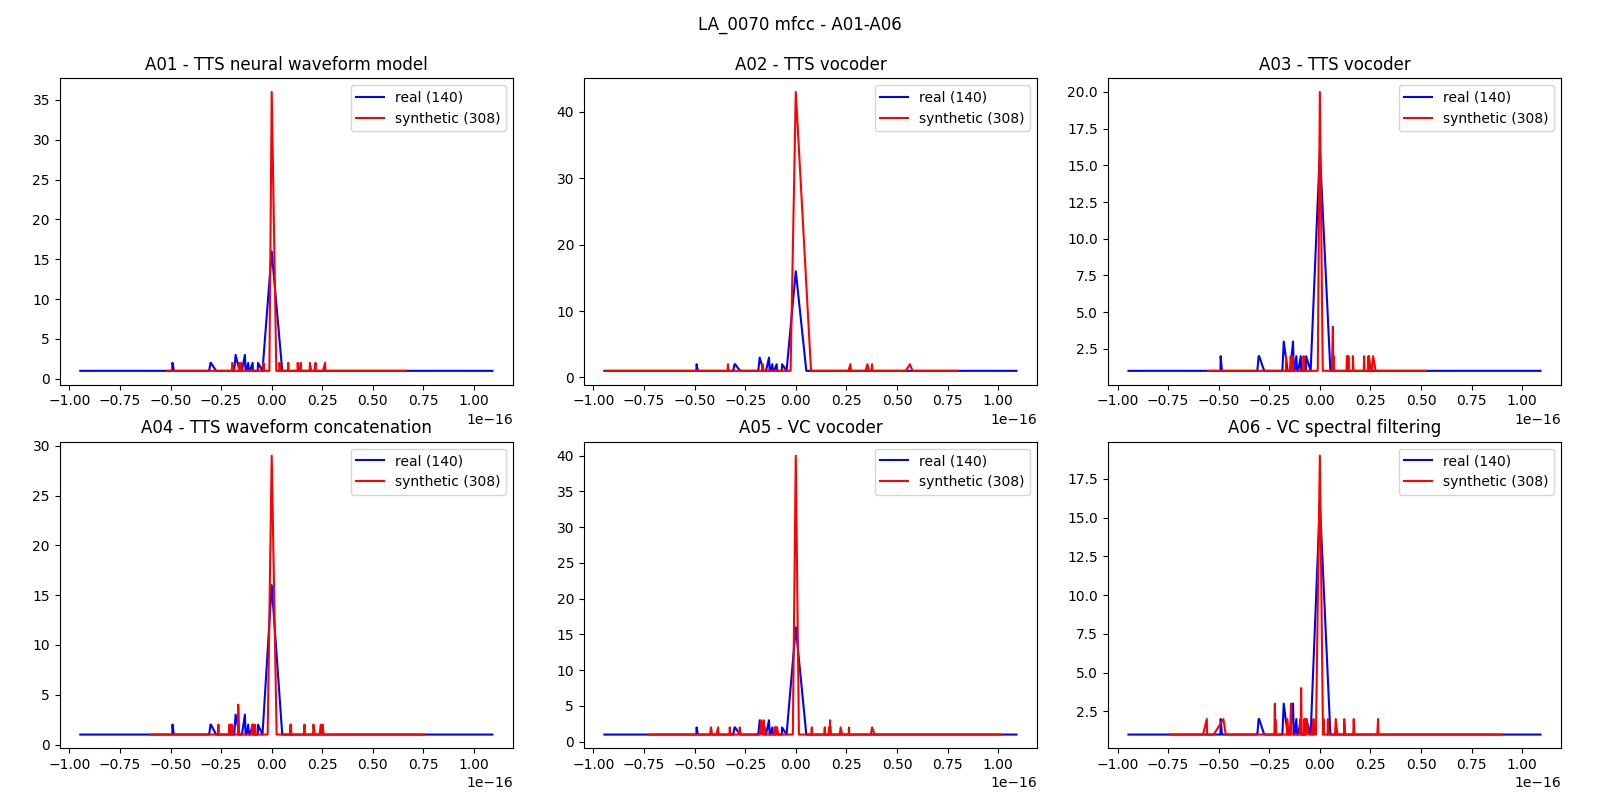 LA_0070 mfcc - A01-A06
A01 - TTS neural waveform model
35
30
25
20
15
10
5
0
real (140)
synthetic (308)
−1.00 −0.75 −0.50 −0.25 0.00 0.25 0.50 0.75 1.00
1e−16
A02 - TTS vocoder
40
30
20
10
0
real (140)
synthetic (308)
−1.00 −0.75 −0.50 −0.25 0.00 0.25 0.50 0.75 1.00
1e−16
A03 - TTS vocoder
20.0
17.5
15.0
12.5
10.0
7.5
5.0
2.5
real (140)
synthetic (308)
−1.00 −0.75 −0.50 −0.25 0.00 0.25 0.50 0.75 1.00
1e−16
A04 - TTS waveform concatenation
30
25
20
15
10
5
0
real (140)
synthetic (308)
−1.00 −0.75 −0.50 −0.25 0.00 0.25 0.50 0.75 1.00
1e−16
A05 - VC vocoder
40
35
30
25
20
15
10
5
0
real (140)
synthetic (308)
−1.00 −0.75 −0.50 −0.25 0.00 0.25 0.50 0.75 1.00
1e−16
A06 - VC spectral filtering
17.5
15.0
12.5
10.0
7.5
5.0
2.5
real (140)
synthetic (308)
−1.00 −0.75 −0.50 −0.25 0.00 0.25 0.50 0.75 1.00
1e−16